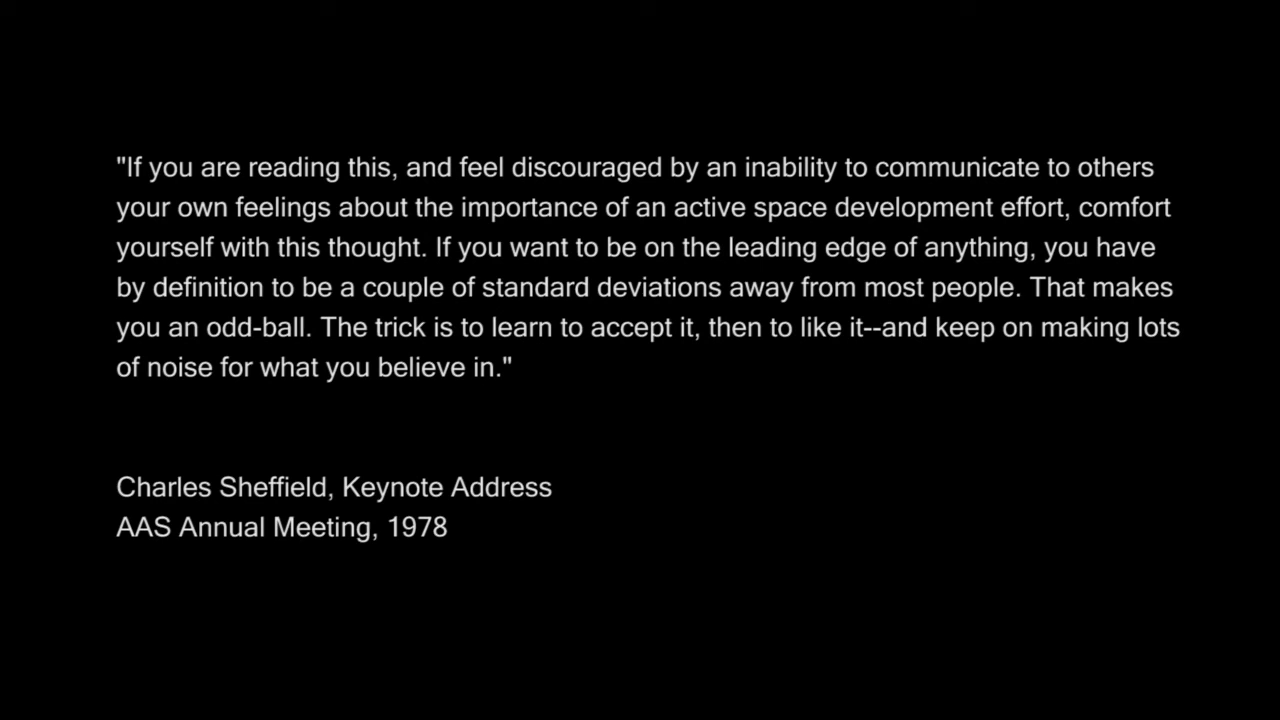 "If you are reading this, and feel discouraged by an inability to communicate to others
your own feelings about the importance of an active space development effort, comfort
yourself with this thought. If you want to be on the leading edge of anything, you have
by definition to be a couple of standard deviations away from most people. That makes
you an odd-ball. The trick is to learn to accept it, then to like it--and keep on making lots
of noise for what you believe in."
Charles Sheffield, Keynote Address
AAS Annual Meeting, 1978